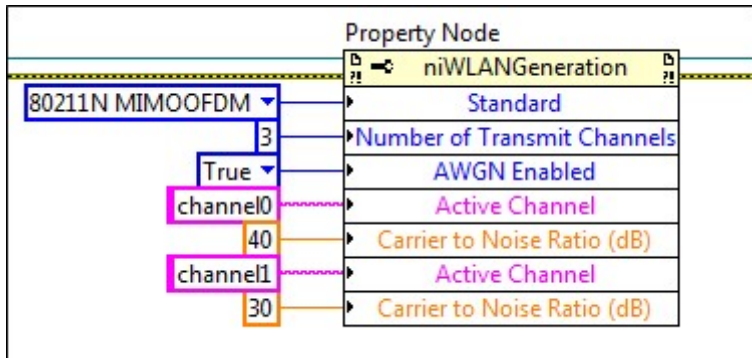 Property Node
niWLANGeneration
80211N MIMOOFDM Standard
3 Number of Transmit Channels
True AWGN Enabled
channel0 Active Channel
40 Carrier to Noise Ratio (dB)
channel1 Active Channel
30 Carrier to Noise Ratio (dB)